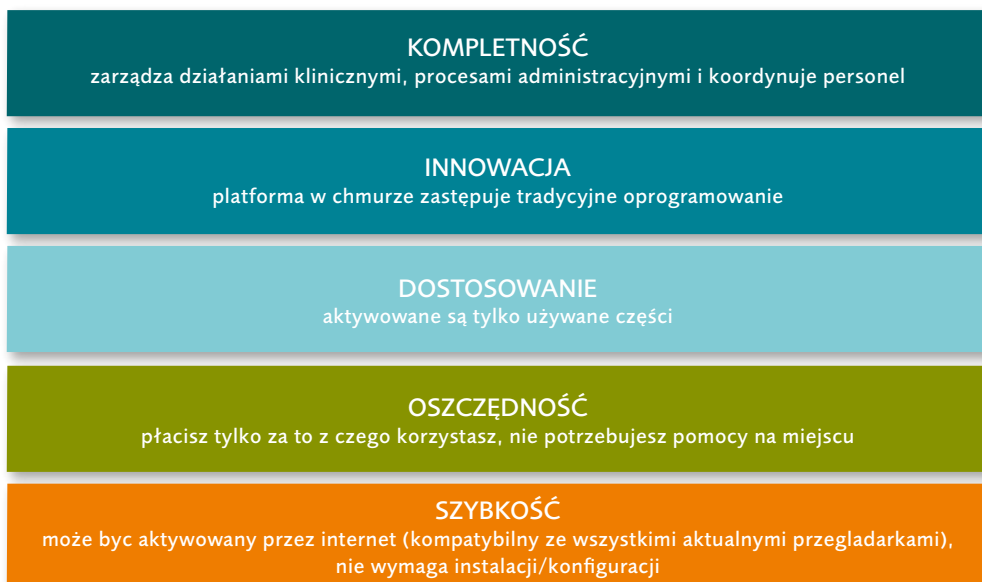 KOMPLETNOŚĆ
zarządza działaniami klinicznymi, procesami administracyjnymi i koordynuje personel
INNOWACJA
platforma w chmurze zastępuje tradycyjne oprogramowanie
DOSTOSOWANIE
aktywowane są tylko używane części
OSZCZĘDNOŚĆ
płacisz tylko za to z czego korzystasz, nie potrzebujesz pomocy na miejscu
SZYBKOŚĆ
może byc aktywowany przez internet (kompatybilny ze wszystkimi aktualnymi przegladarkami),
nie wymaga instalacji/konfiguracji